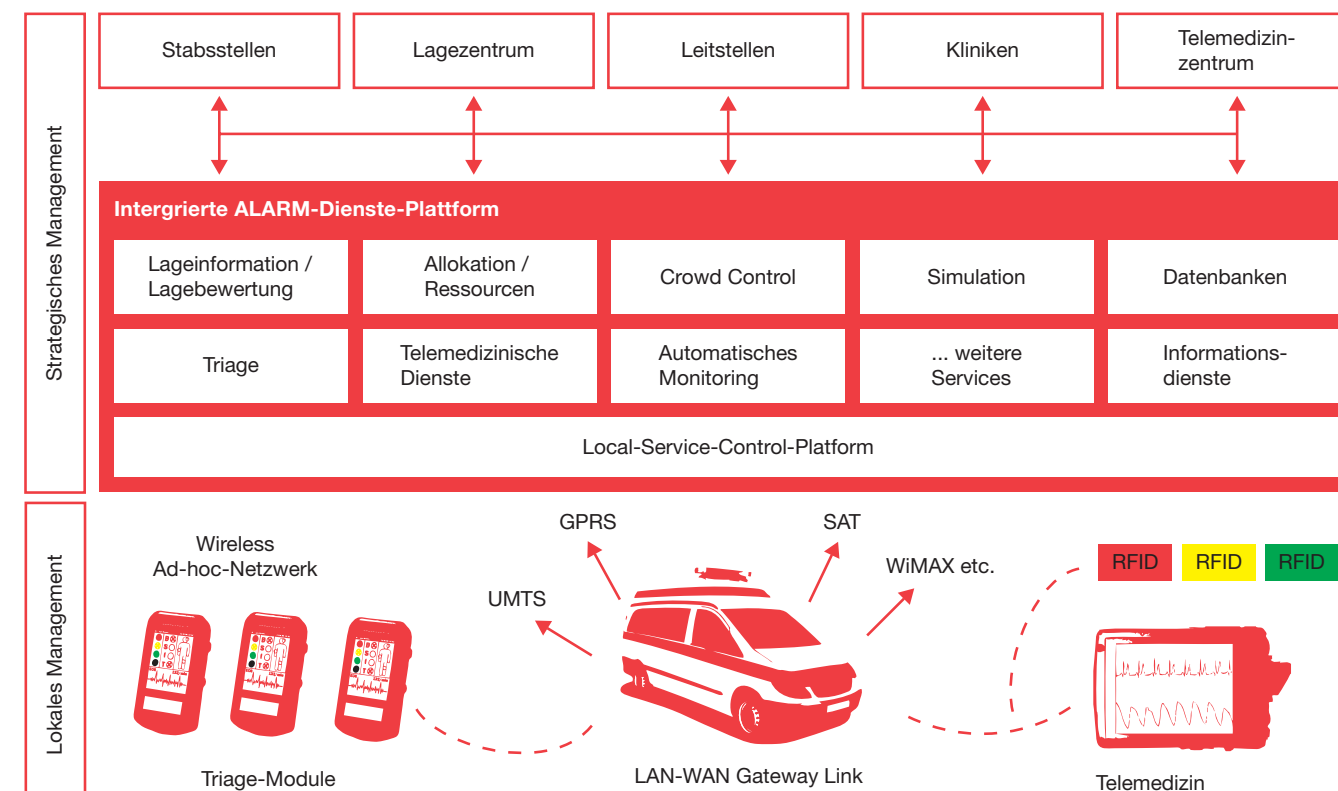 Strategisches Management
Stabsstellen
Lagezentrum
Leitstellen
Kliniken
Telemedizin-
zentrum
Intergrierte ALARM-Dienste-Plattform
Lageinformation /
Lagebewertung
Allokation /
Ressourcen
Crowd Control
Simulation
Datenbanken
Triage
Telemedizinische
Dienste
Automatisches
Monitoring
... weitere
Services
Informations-
dienste
Local-Service-Control-Platform
Lokales Management
Wireless
Ad-hoc-Netzwerk
GPRS
SAT
UMTS
WiMAX etc.
RFID
RFID
RFID
Triage-Module
LAN-WAN Gateway Link
Telemedizin